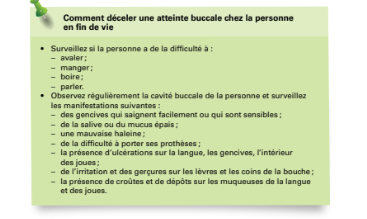 Comment déceler une atteinte buccale chez la personne
en fin de vie
• Surveillez si la personne a de la difficulté à :
– avaler ;
– manger ;
– boire ;
– parler.
• Observez régulièrement la cavité buccale de la personne et surveillez
les manifestations suivantes :
– des gencives qui saignent facilement ou qui sont sensibles ;
– de la salive ou du mucus épais ;
– une mauvaise haleine ;
– de la difficulté à porter ses prothèses ;
– la présence d'ulcérations sur la langue, les gencives, l'intérieur
des joues ;
– de l'irritation et des gerçures sur les lèvres et les coins de la bouche ;
– la présence de croûtes et de dépôts sur les muqueuses de la langue
et des joues.